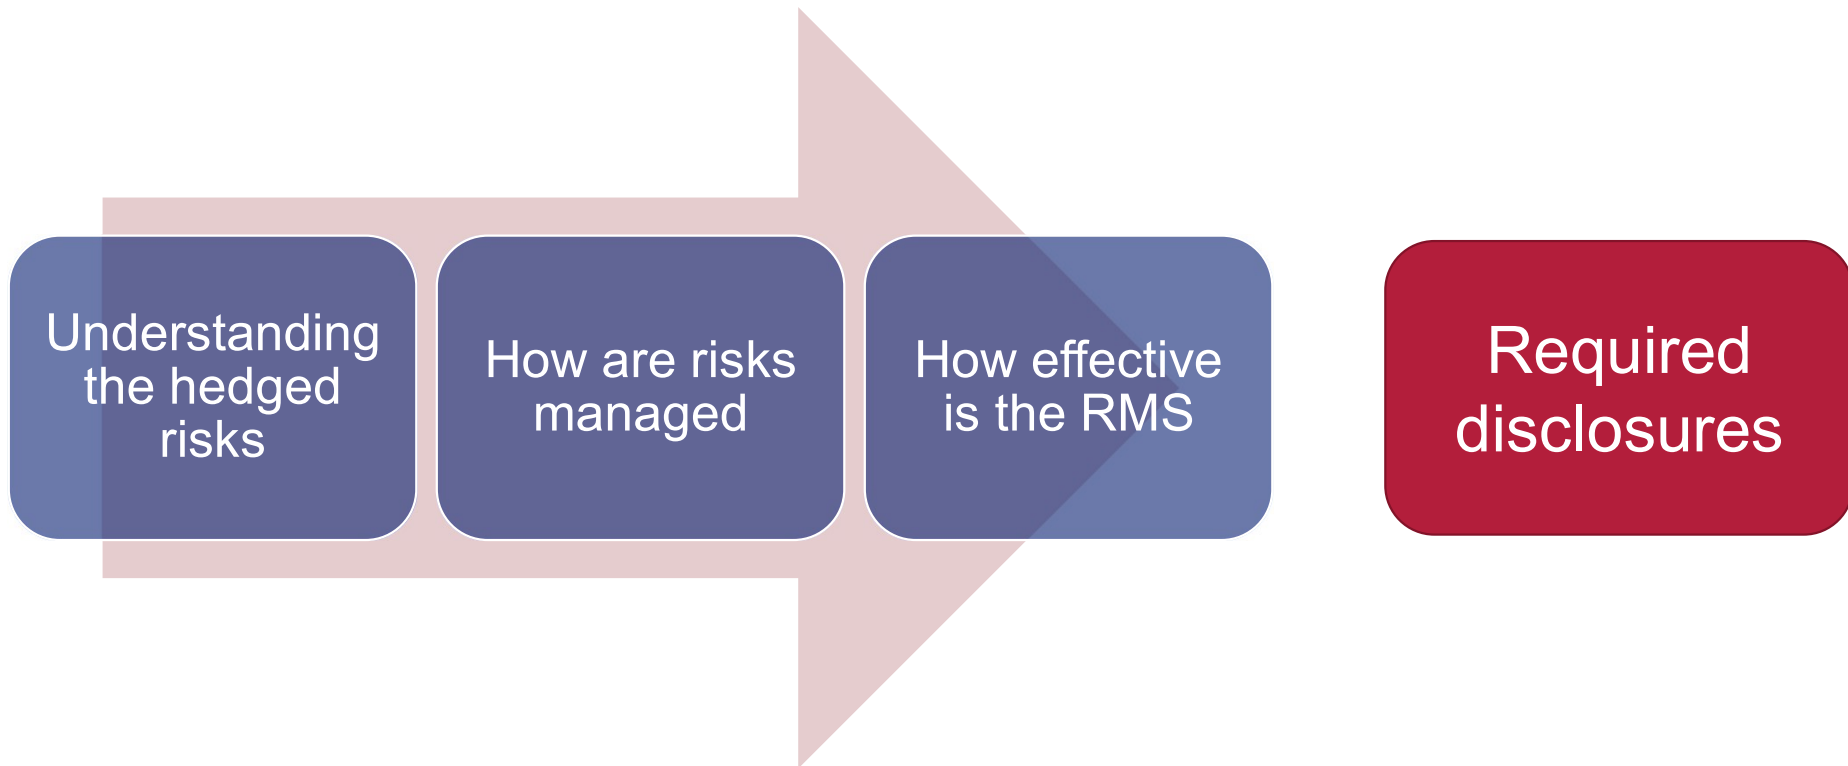 Understanding
the hedged
risks
How are risks
managed
How effective
is the RMS
Required
disclosures